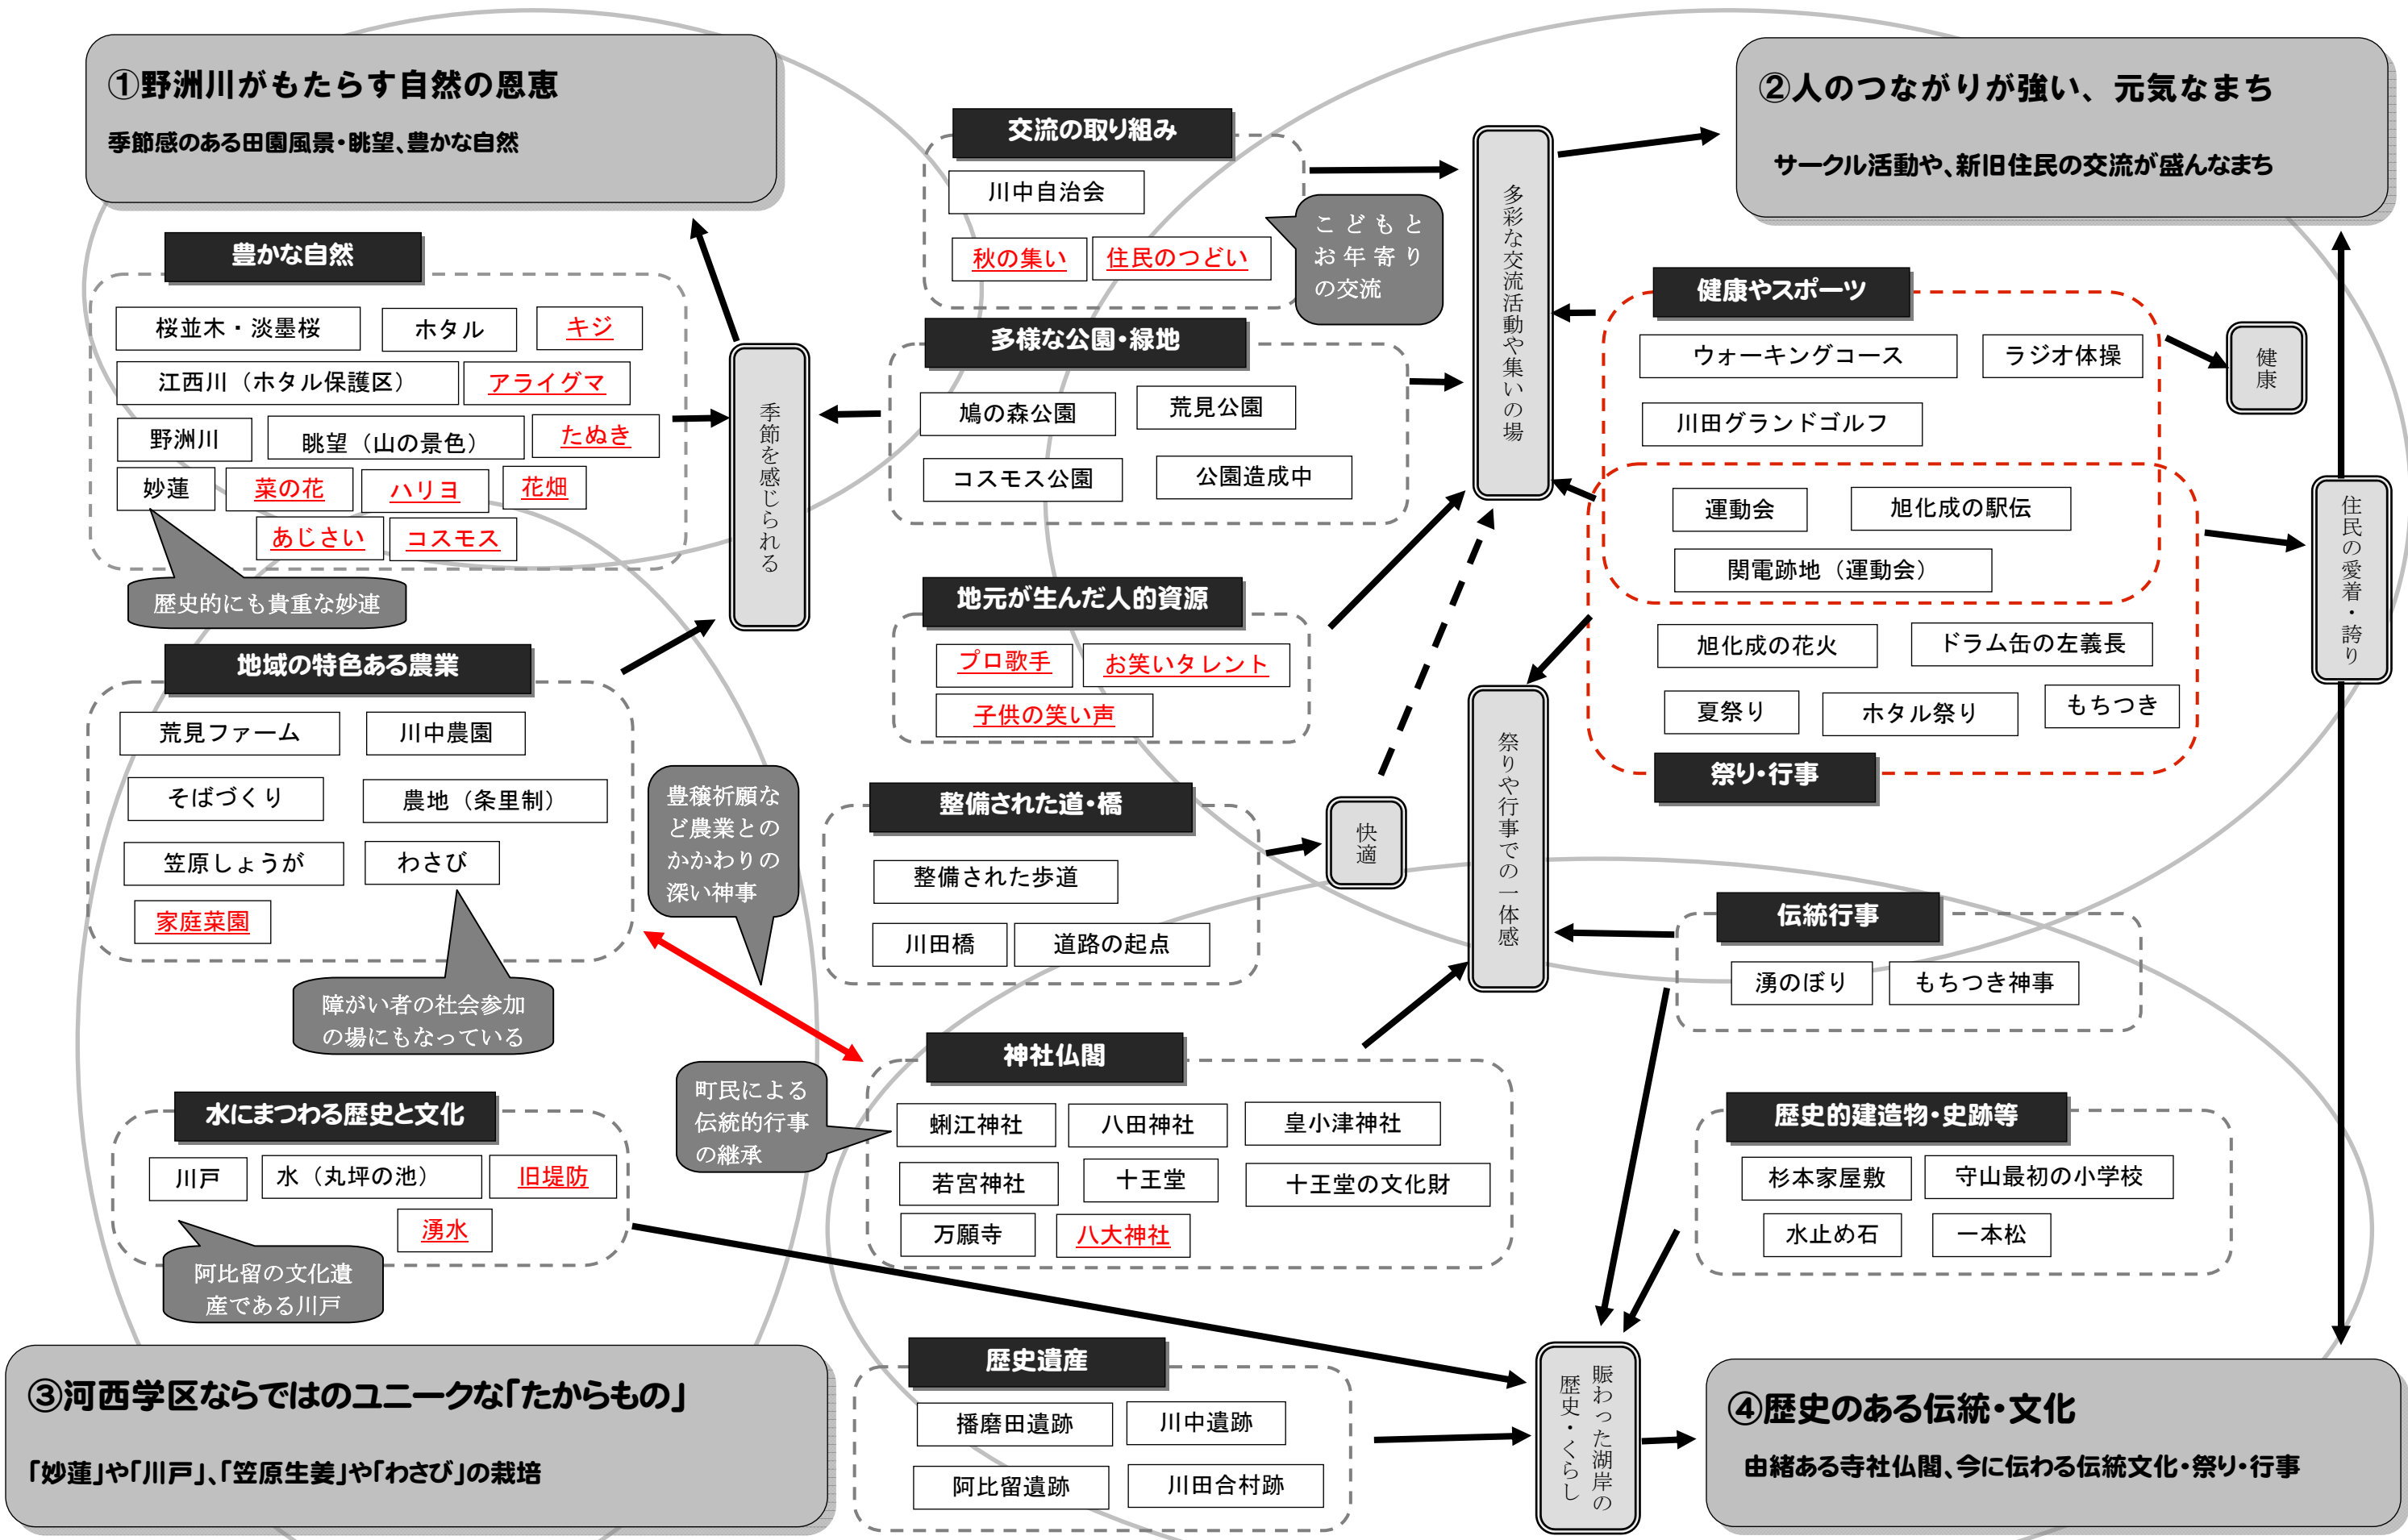 ①野洲川がもたらす自然の恩恵
季節感のある田園風景・眺望、豊かな自然
②人のつながりが強い、元気なまち
サークル活動や、新旧住民の交流が盛んなまち
交流の取り組み
川中自治会
秋の集い
住民のつどい
こどもと
お年寄り
の交流
多彩な交流活動や集いの場
豊かな自然
桜並木・淡墨桜
ホタル
キジ
江西川（ホタル保護区）
アライグマ
野洲川
眺望（山の景色）
たぬき
妙蓮
菜の花
ハリヨ
花畑
あじさい
コスモス
歴史的にも貴重な妙連
季節を感じられる
多様な公園・緑地
鳩の森公園
荒見公園
コスモス公園
公園造成中
健康やスポーツ
ウォーキングコース
ラジオ体操
川田グランドゴルフ
健康
運動会
旭化成の駅伝
関電跡地（運動会）
旭化成の花火
ドラム缶の左義長
夏祭り
ホタル祭り
もちつき
祭り・行事
住民の愛着・誇り
地元が生んだ人的資源
プロ歌手
お笑いタレント
子供の笑い声
地域の特色ある農業
荒見ファーム
川中農園
そばづくり
農地（条里制）
笠原しょうが
わさび
家庭菜園
障がい者の社会参加
の場にもなっている
豊穣祈願な
ど農業との
かかわりの
深い神事
整備された道・橋
整備された歩道
川田橋
道路の起点
快適
祭りや行事での一体感
伝統行事
湧のぼり
もちつき神事
神社仏閣
蜊江神社
八田神社
皇小津神社
若宮神社
十王堂
十王堂の文化財
万願寺
八大神社
町民による
伝統的行事
の継承
水にまつわる歴史と文化
川戸
水（丸坪の池）
旧堤防
湧水
阿比留の文化遺
産である川戸
歴史的建造物・史跡等
杉本家屋敷
守山最初の小学校
水止め石
一本松
歴史遺産
播磨田遺跡
川中遺跡
阿比留遺跡
川田合村跡
賑わった湖岸の
歴史・くらし
③河西学区ならではのユニークな「たからもの」
「妙蓮」や「川戸」、「笠原生姜」や「わさび」の栽培
④歴史のある伝統・文化
由緒ある寺社仏閣、今に伝わる伝統文化・祭り・行事